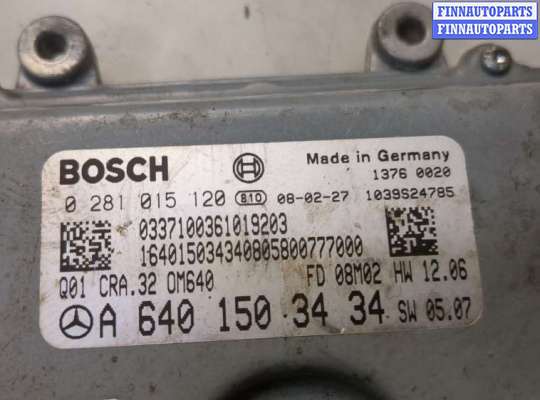 FINNAUTOPARTS
FINNAUTOPARTS
BOSCH
Made in Germany
1376 0020
0 281 015 120 810 08-02-27 1039S24785
0337100361019203
164015034340805800777000
Q01 CRA.32 OM640 FD 08M02 HW 12.06
A 640 150 34 34 SW 05.07